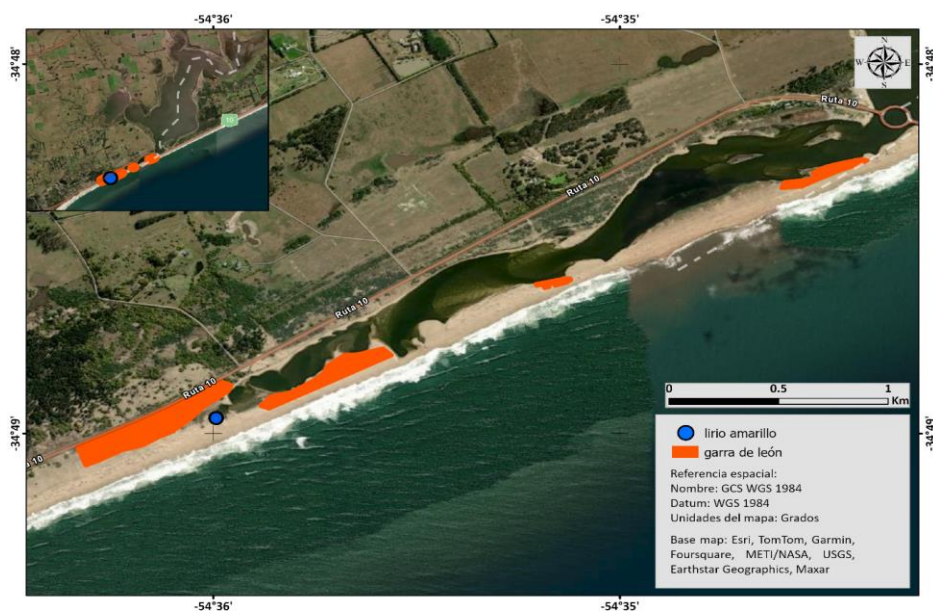 -54°36'
-54°35'
-34°48'
-34°48'
10
N
W E
S
Ruta 10
Ruta 10
Ruta 10
Ruta 10
10
-34°49'
-34°49'
0 0.5 1
Km
lirio amarillo
garra de león
Referencia espacial:
Nombre: GCS WGS 1984
Datum: WGS 1984
Unidades del mapa: Grados
Base map: Esri, TomTom, Garmin,
Foursquare, METI/NASA, USGS,
Earthstar Geographics, Maxar
-54°36'
-54°35'